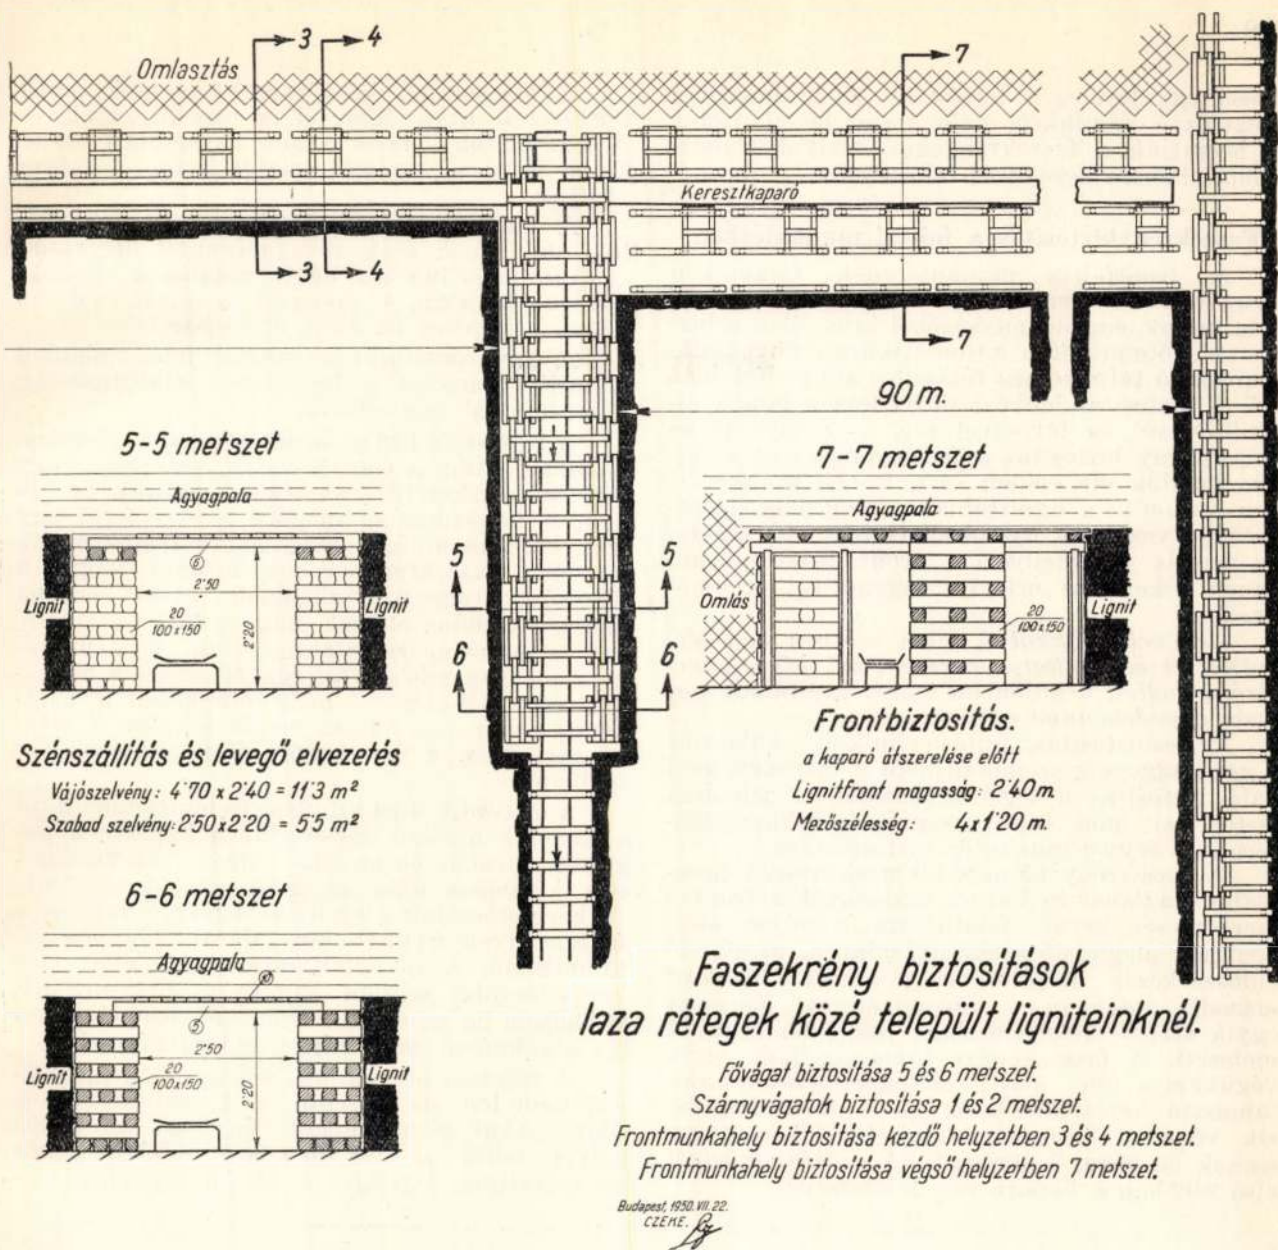 3 4 7
Omlasztás
Keresztkaparó
3 4
7
90 m.
5-5 metszet
7-7 metszet
Agyagpala
Agyagpala
6
5 5
2˙50
Lignit Lignit
Omlás Lignit
20
100x150
2˙20
20
100x150
6 6
Szénszállítás és levegő elvezetés
Vájószelvény: 4˙70 x 2˙40 = 11˙3 m²
Szabad szelvény: 2˙50 x 2˙20 = 5˙5 m²
Frontbiztosítás.
a kaparó átszerelése előtt
Lignitfront magasság: 2˙40 m.
Mezőszélesség: 4x1˙20 m.
6-6 metszet
Agyagpala
5
2˙50
Lignit Lignit
20
100x150
2˙20
Faszekrény biztosítások
laza rétegek közé települt ligniteinknél.
Fővágat biztosítása 5 és 6 metszet.
Szárnyvágatok biztosítása 1 és 2 metszet.
Frontmunkahely biztosítása kezdő helyzetben 3 és 4 metszet.
Frontmunkahely biztosítása végső helyzetben 7 metszet.
Budapest, 1950. VII. 22.
CZEKE.